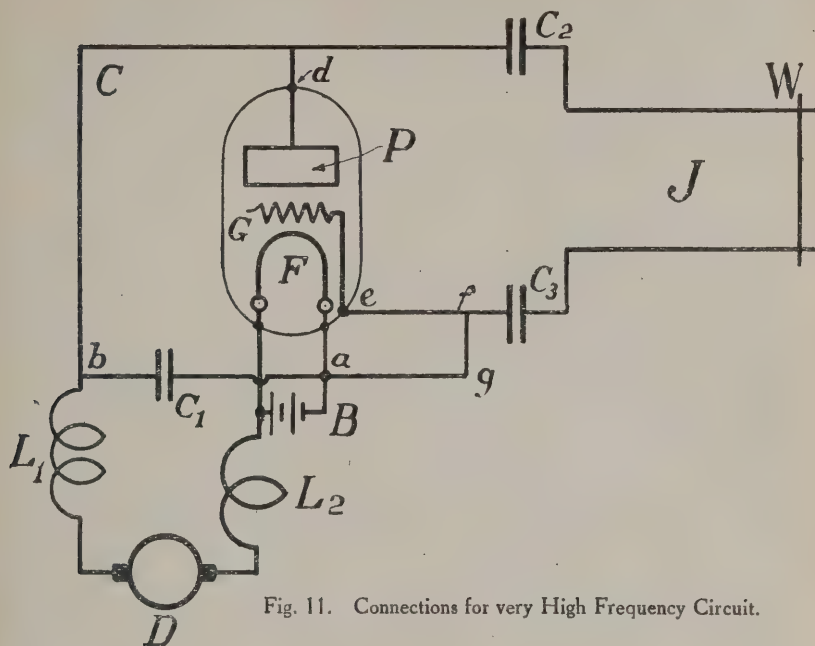 C₂
W
C
d
P
J
G
F
C₃
e
f
b
a
g
C₁
B
L₁
L₂
D
Fig. 11. Connections for very High Frequency Circuit.